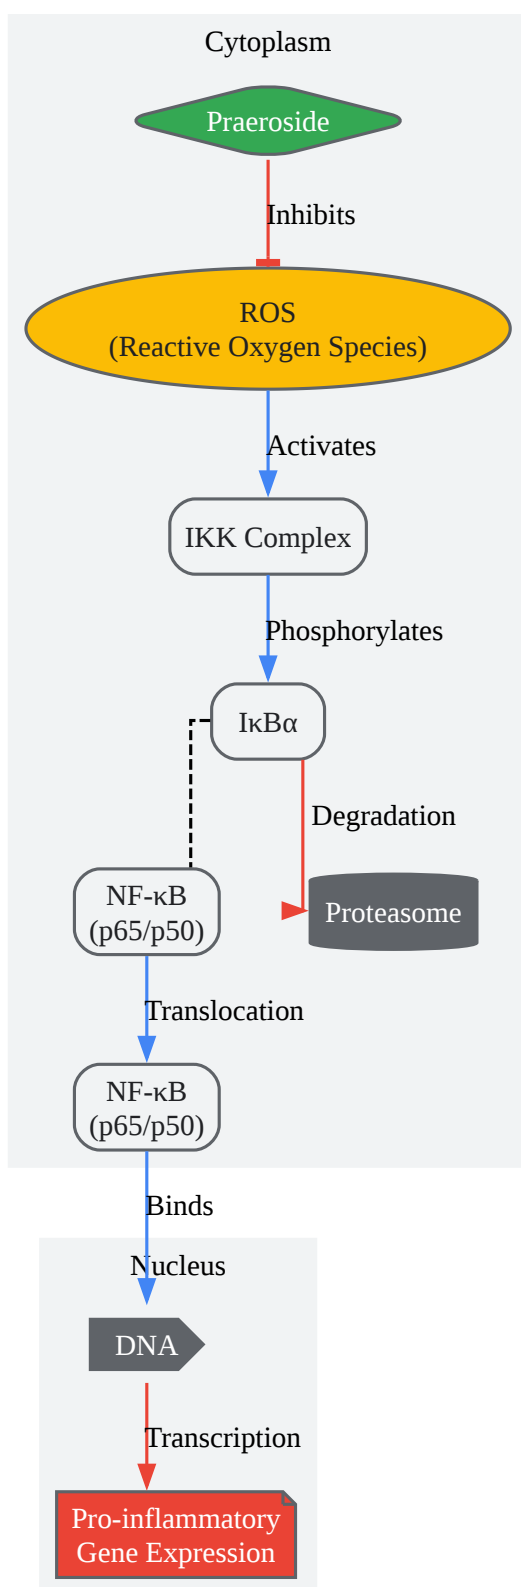 Cytoplasm
Praeroside
Inhibits
ROS
(Reactive Oxygen Species)
Activates
IKK Complex
Phosphorylates
IκBα
Degradation
NF-κB
(p65/p50)
Proteasome
Translocation
NF-κB
(p65/p50)
Binds
Nucleus
DNA
Transcription
Pro-inflammatory
Gene Expression